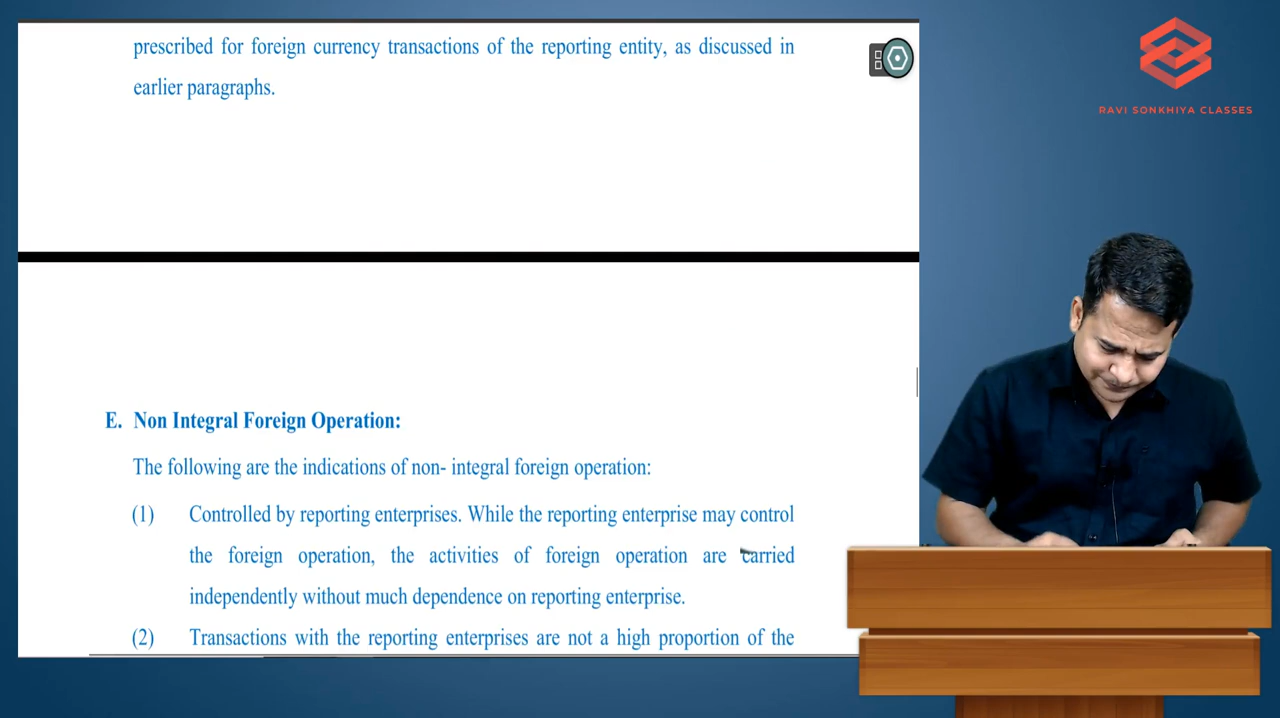 prescribed for foreign currency transactions of the reporting entity, as discussed in
earlier paragraphs.
RAVI SONKHIYA CLASSES
E. Non Integral Foreign Operation:
The following are the indications of non- integral foreign operation:
(1) Controlled by reporting enterprises. While the reporting enterprise may control
the foreign operation, the activities of foreign operation are carried
independently without much dependence on reporting enterprise.
(2) Transactions with the reporting enterprises are not a high proportion of the